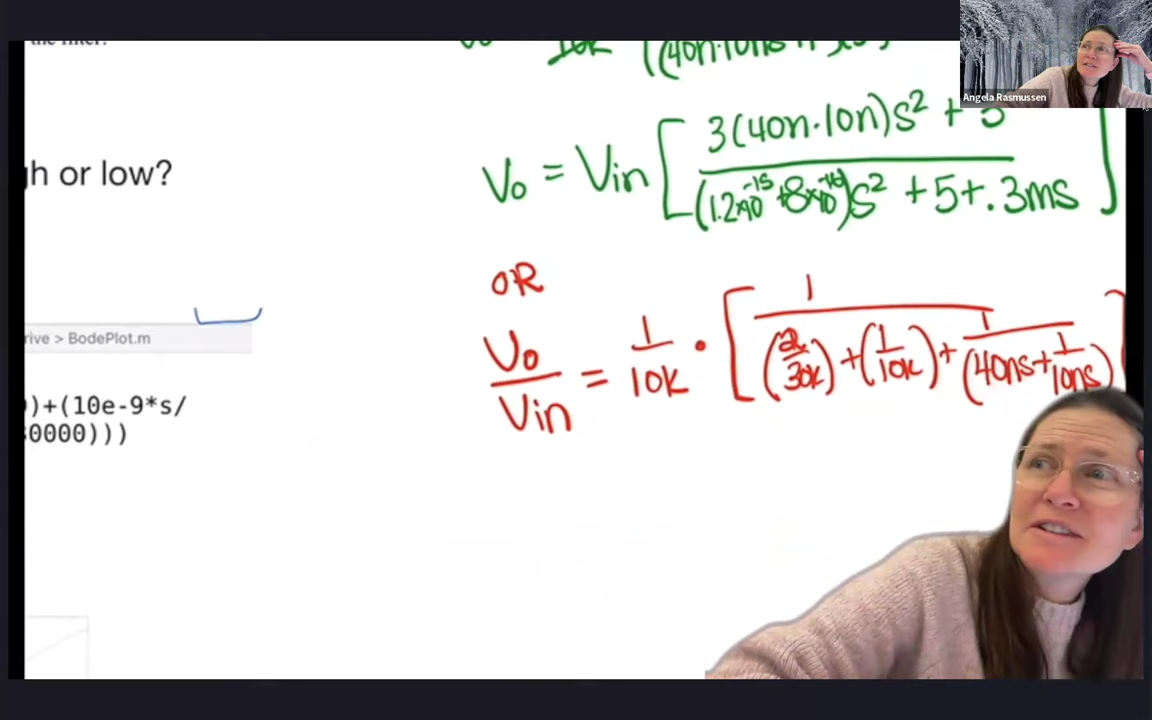 Angela Rasmussen
Vo = Vin [ 3(40n·10n)s² + 5 / (1.2×10⁻¹⁵ + 8×10⁻¹⁶)s² + 5 + .3ms ]
gh or low?
OR
rive > BodePlot.m
Vo / Vin = 1 / 10k · [ 1 / (2/30k) + (1/10k) + 1 / (40ns + 1/10ns)
)+(10e-9*s/
0000)))